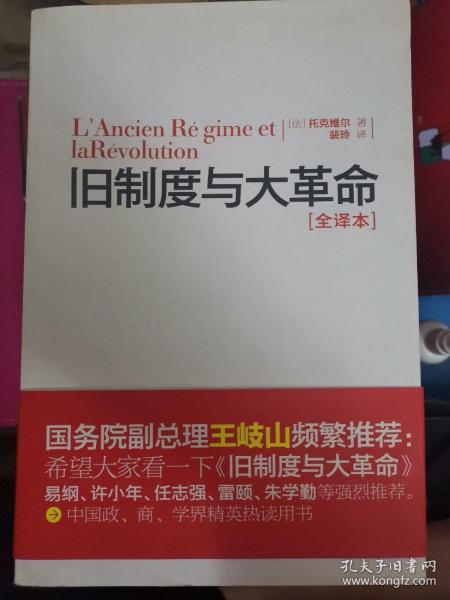 L'Ancien Ré gime et
laRévolution
[法] 托克维尔 著
裴玲 译
旧制度与大革命
[全译本]
国务院副总理王岐山频繁推荐：
希望大家看一下《旧制度与大革命》
易纲、许小年、任志强、雷颐、朱学勤等强烈推荐。
中国政、商、学界精英热读用书
孔夫子旧书网
www.kongfz.com